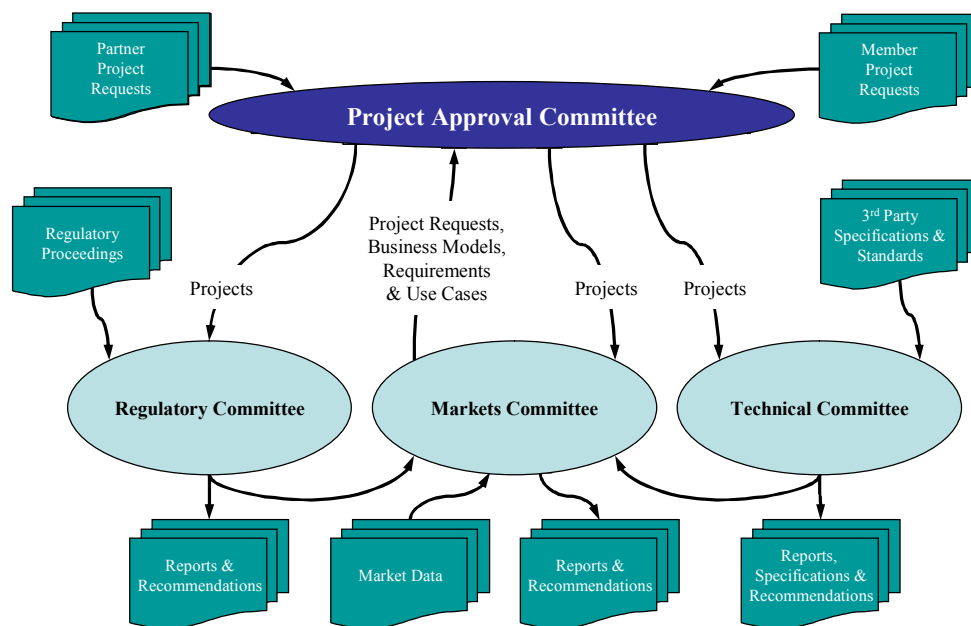 Partner
Project
Requests
Member
Project
Requests
Project Approval Committee
Regulatory
Proceedings
Project Requests,
Business Models,
Requirements
& Use Cases
3rd Party
Specifications &
Standards
Projects
Projects
Projects
Regulatory Committee
Markets Committee
Technical Committee
Reports &
Recommendations
Market Data
Reports &
Recommendations
Reports,
Specifications &
Recommendations